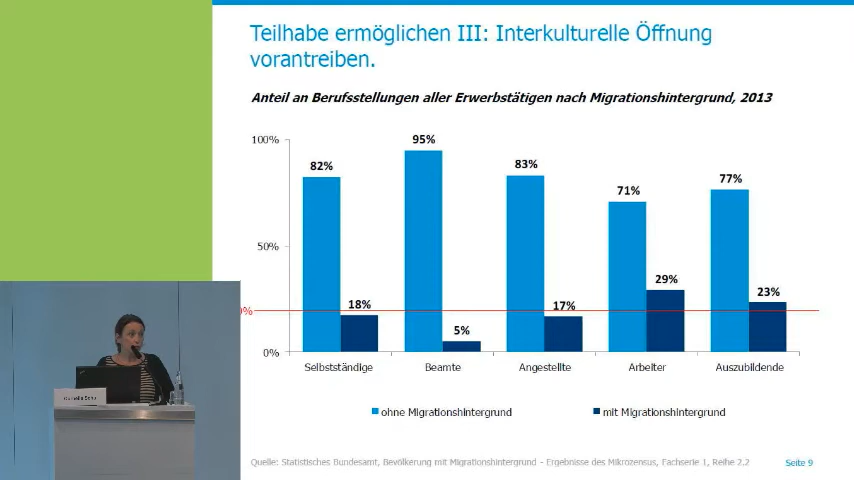 Teilhabe ermöglichen III: Interkulturelle Öffnung
vorantreiben.
Anteil an Berufsstellungen aller Erwerbstätigen nach Migrationshintergrund, 2013
100%
50%
0%
82%
18%
95%
5%
83%
17%
71%
29%
77%
23%
Selbstständige
Beamte
Angestellte
Arbeiter
Auszubildende
ohne Migrationshintergrund
mit Migrationshintergrund
Quelle: Statistisches Bundesamt, Bevölkerung mit Migrationshintergrund - Ergebnisse des Mikrozensus, Fachserie 1, Reihe 2.2
Seite 9